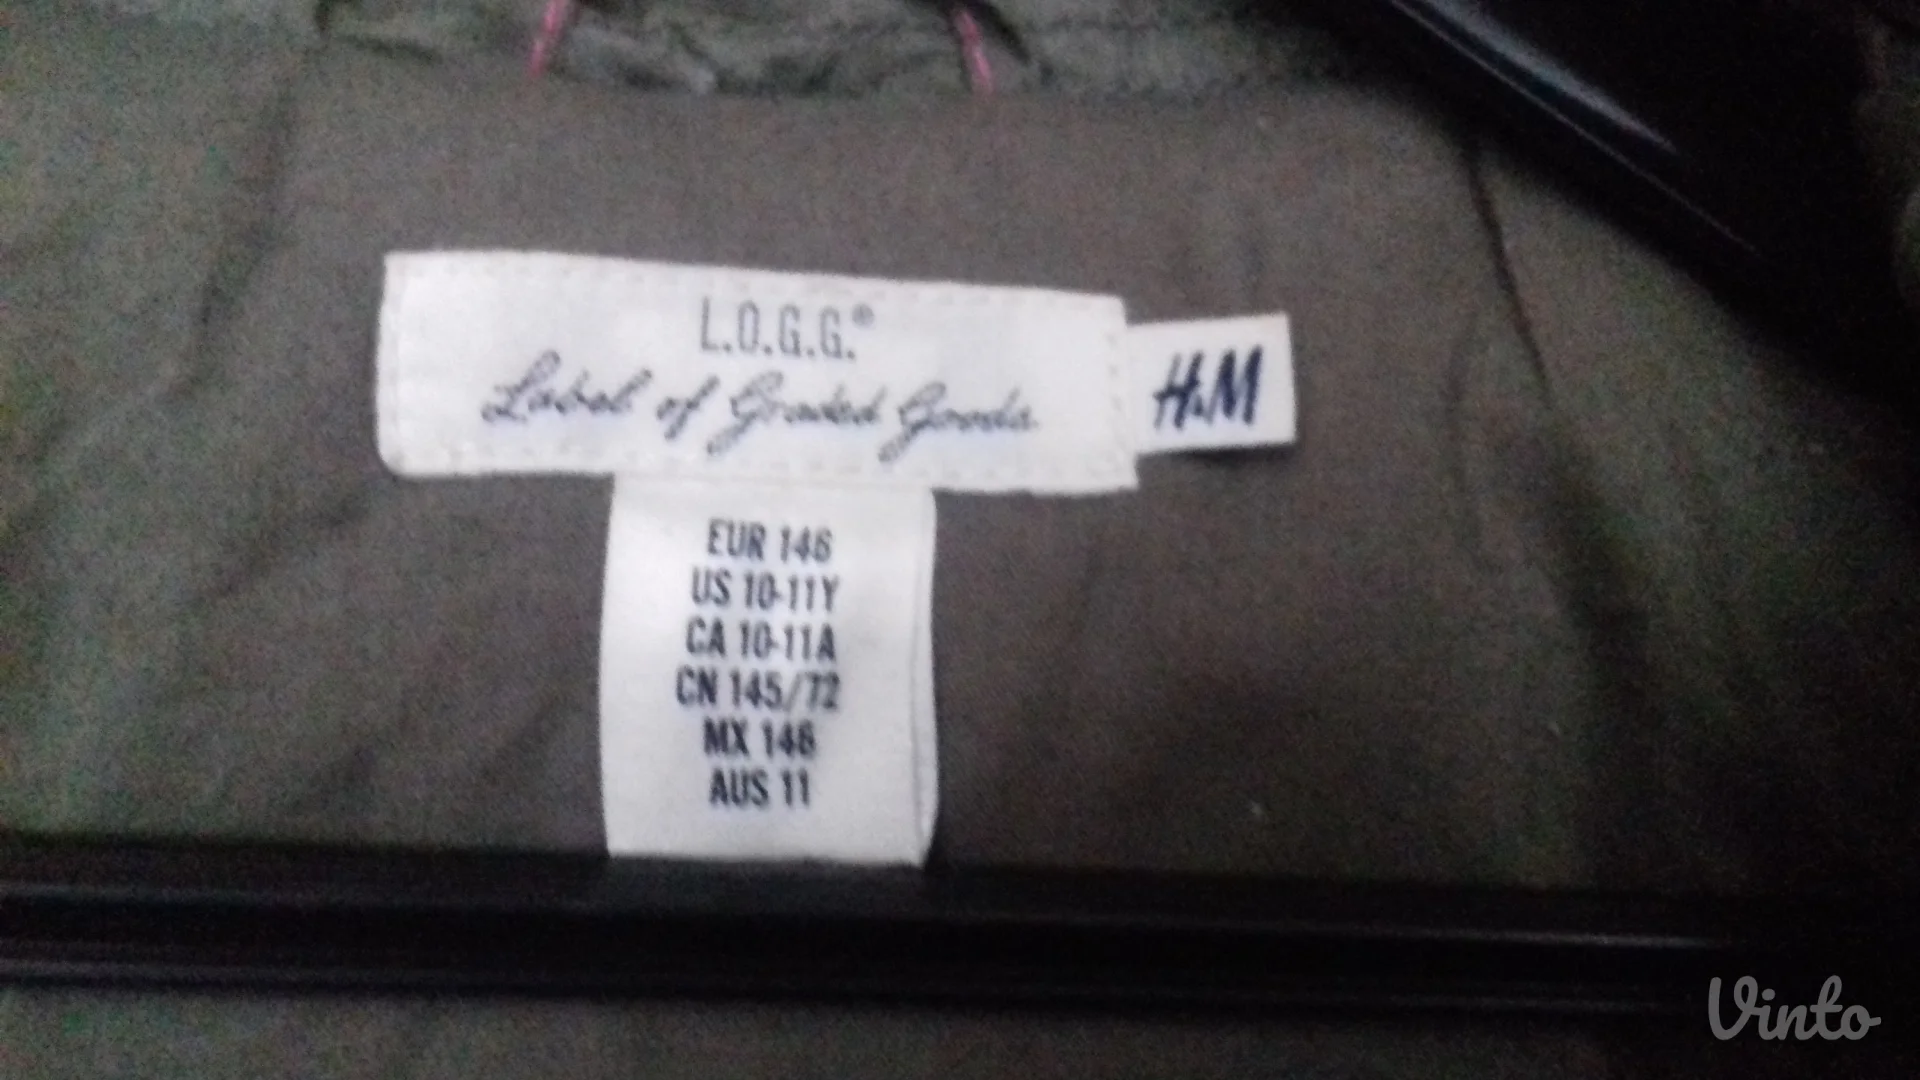 L.O.G.G.®
Label of Graded Goods
H&M
EUR 146
US 10-11Y
CA 10-11A
CN 145/72
MX 146
AUS 11
Vinto